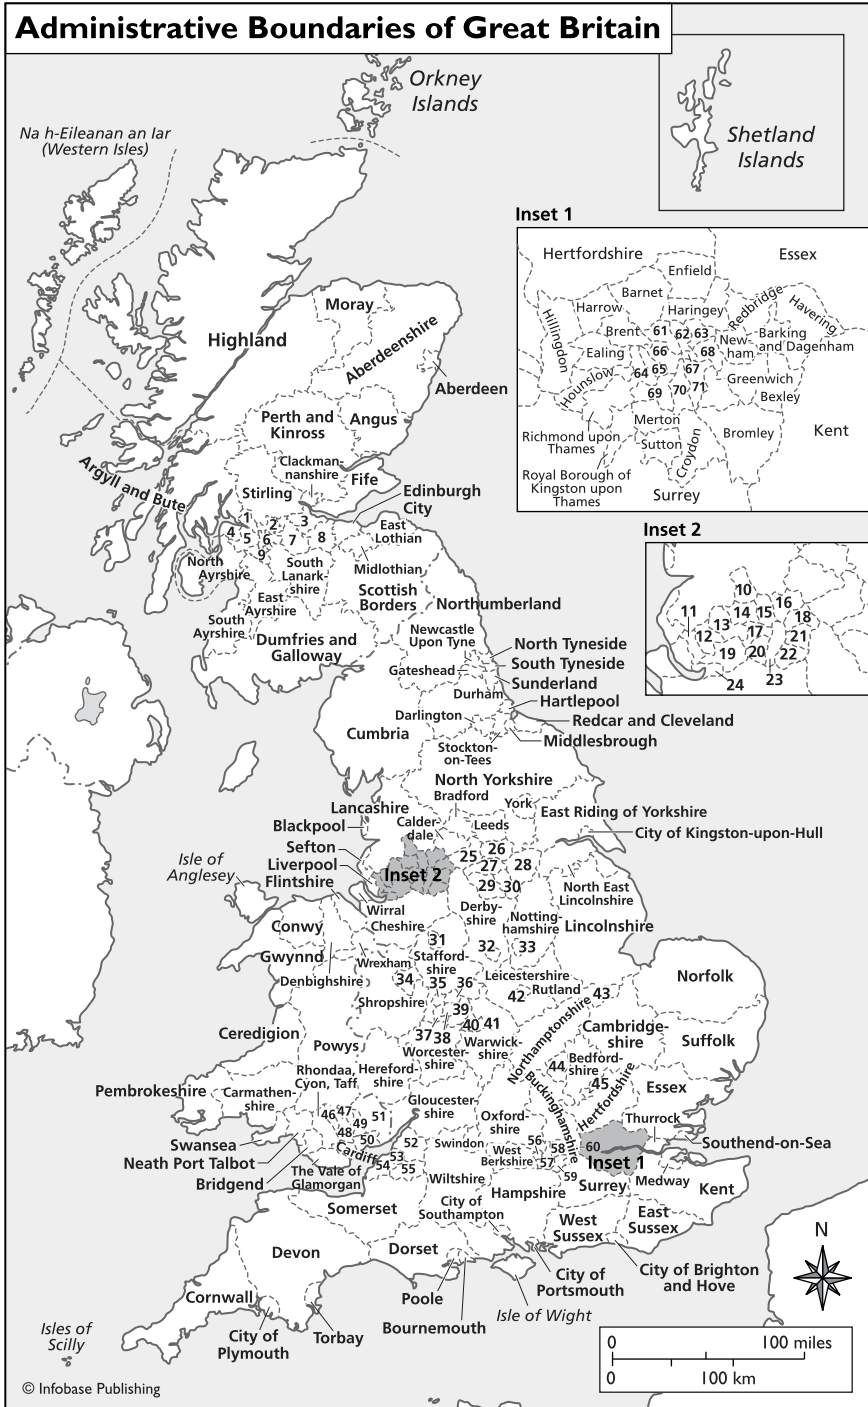 Administrative Boundaries of Great Britain
Orkney
Islands
Na h-Eileanan an Iar
(Western Isles)
Shetland
Islands
Inset 1
Hertfordshire
Essex
Enfield
Barnet
Harrow
Haringey
Redbridge
Havering
Hillingdon
Brent
61
62
63
New-
ham
Barking
and Dagenham
Ealing
66
68
64
65
67
Hounslow
Greenwich
69
70
71
Bexley
Merton
Richmond upon
Thames
Sutton
Croydon
Bromley
Kent
Royal Borough of
Kingston upon
Thames
Surrey
Moray
Highland
Aberdeenshire
Aberdeen
Perth and
Kinross
Angus
Clackman-
nanshire
Fife
Argyll and Bute
Stirling
Edinburgh
City
1
2
3
4
5
6
7
8
9
East
Lothian
Midlothian
North
Ayrshire
South
Lanark-
shire
East
Ayrshire
South
Ayrshire
Scottish
Borders
Northumberland
Dumfries and
Galloway
Inset 2
10
11
12
13
14
15
16
17
18
19
20
21
22
23
24
Newcastle
Upon Tyne
North Tyneside
South Tyneside
Gateshead
Sunderland
Durham
Hartlepool
Darlington
Redcar and Cleveland
Middlesbrough
Cumbria
Stockton-
on-Tees
North Yorkshire
Bradford
York
Lancashire
Blackpool
Calder-
dale
Leeds
East Riding of Yorkshire
City of Kingston-upon-Hull
Sefton
Liverpool
Flintshire
Isle of
Anglesey
Inset 2
25
26
27
28
29
30
North East
Lincolnshire
Wirral
Cheshire
Derby-
shire
Notting-
hamshire
Lincolnshire
Conwy
Gwynnd
Denbighshire
Wrexham
31
Stafford-
shire
32
33
34
35
36
Leicestershire
Rutland
42
43
Norfolk
Shropshire
39
40
41
37
38
Ceredigion
Powys
Worcester-
shire
Warwick-
shire
Northamptonshire
Cambridge-
shire
Suffolk
Rhondaa,
Cyon, Taff
Hereford-
shire
44
Bedford-
shire
45
Essex
Pembrokeshire
Carmathen-
shire
Gloucester-
shire
Buckinghamshire
Hertfordshire
46
47
48
49
50
51
Oxford-
shire
Thurrock
Swansea
Neath Port Talbot
Bridgend
Cardiff
The Vale of
Glamorgan
52
53
54
55
Swindon
56
West
Berkshire
57
58
59
60
Inset 1
Southend-on-Sea
Medway
Kent
Wiltshire
Hampshire
Surrey
Somerset
City of
Southampton
West
Sussex
East
Sussex
Devon
Dorset
Cornwall
Poole
Bournemouth
Isle of Wight
City of
Portsmouth
City of Brighton
and Hove
City of
Plymouth
Torbay
Isles of
Scilly
N
0
100 miles
0
100 km
© Infobase Publishing